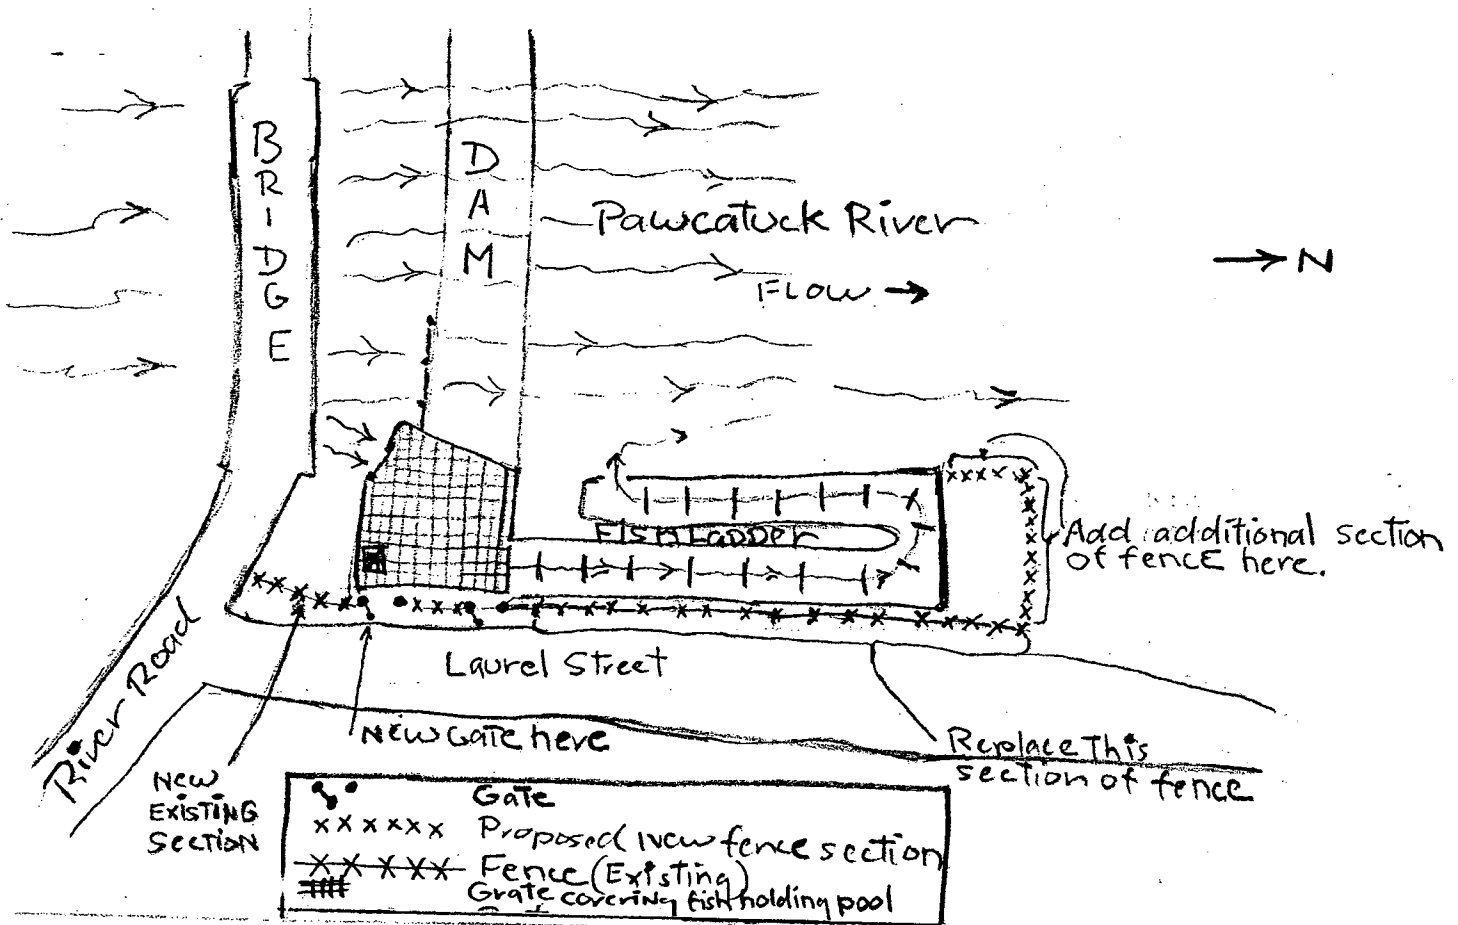 BRIDGE
DAM
Pawcatuck River
N
FLOW
Fish Ladder
Add additional section
of fence here.
Laurel Street
River Road
New Gate here
Replace This
section of fence
NEW
EXISTING
SECTION
Gate
Proposed New fence section
Fence (Existing)
Grate covering fish holding pool